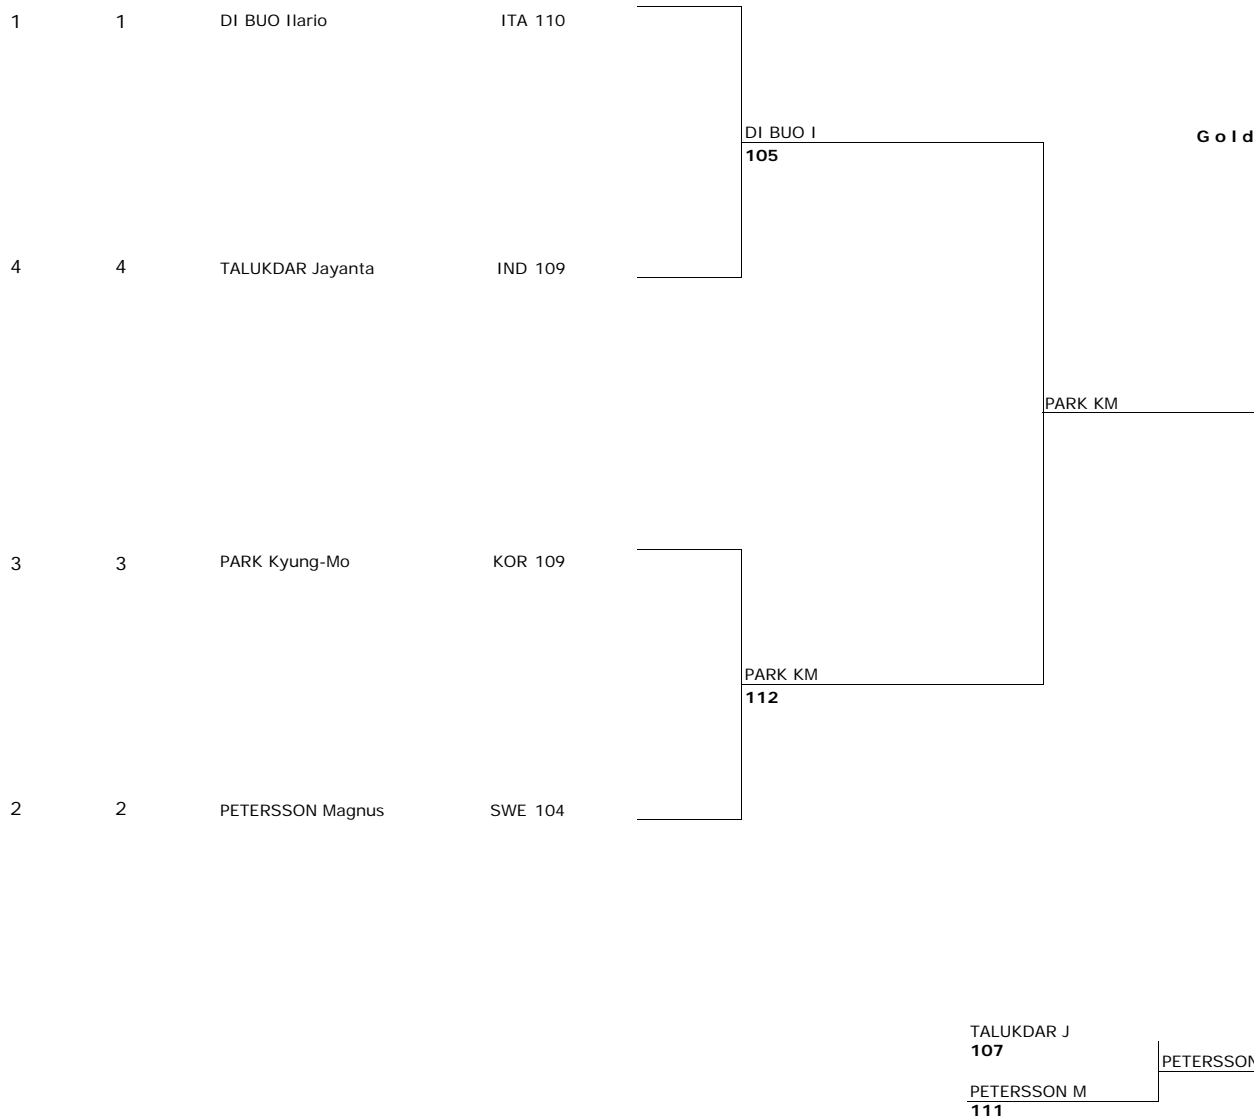 1 1 DI BUO Ilario ITA 110
DI BUO I
Gold
105
4 4 TALUKDAR Jayanta IND 109
PARK KM
3 3 PARK Kyung-Mo KOR 109
PARK KM
112
2 2 PETERSSON Magnus SWE 104
TALUKDAR J
107
PETERSSON
PETERSSON M
111